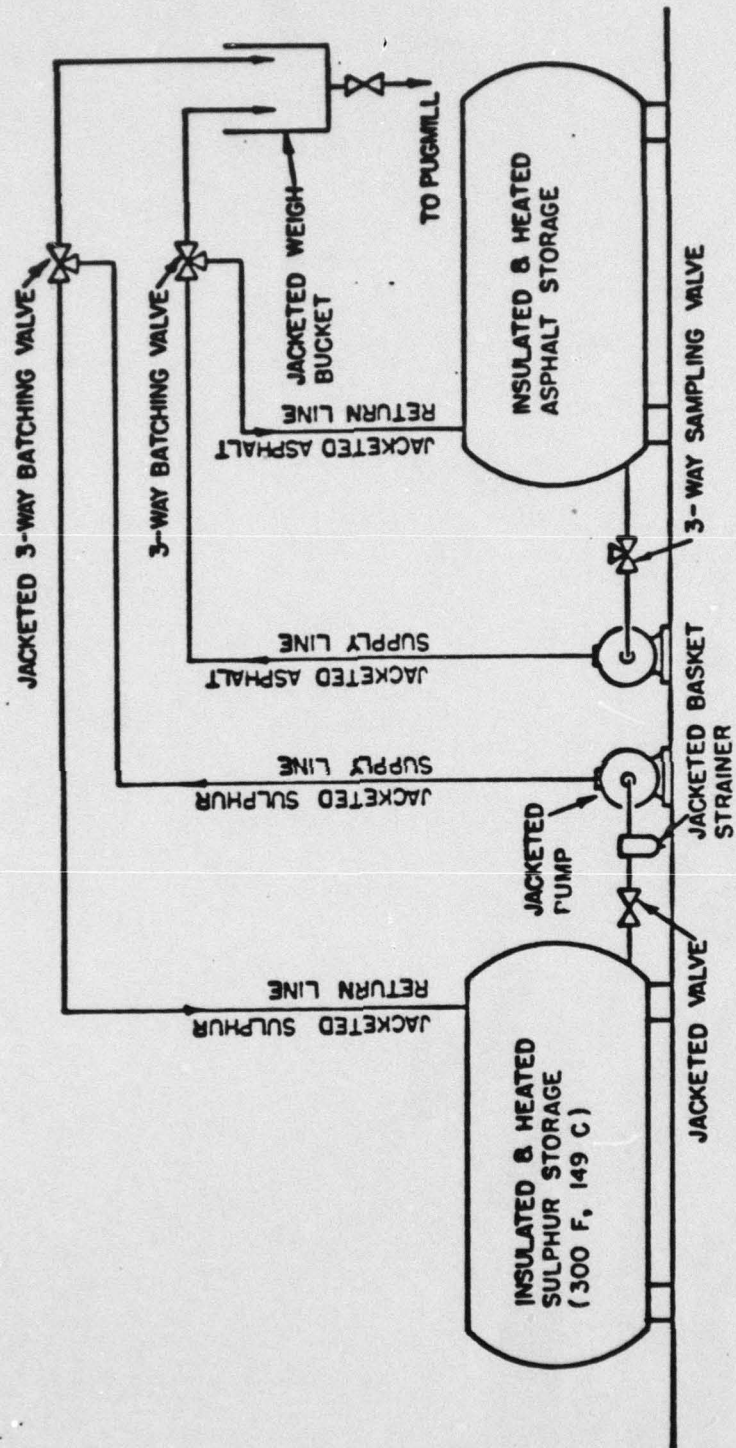 JACKETED 3-WAY BATCHING VALVE
3-WAY BATCHING VALVE
JACKETED WEIGH
BUCKET
TO PUGMILL
JACKETED SULPHUR
RETURN LINE
JACKETED SULPHUR
SUPPLY LINE
JACKETED ASPHALT
SUPPLY LINE
JACKETED ASPHALT
RETURN LINE
INSULATED & HEATED
SULPHUR STORAGE
(300 F, 149 C)
JACKETED
PUMP
INSULATED & HEATED
ASPHALT STORAGE
JACKETED VALVE
JACKETED BASKET
STRAINER
3-WAY SAMPLING VALVE